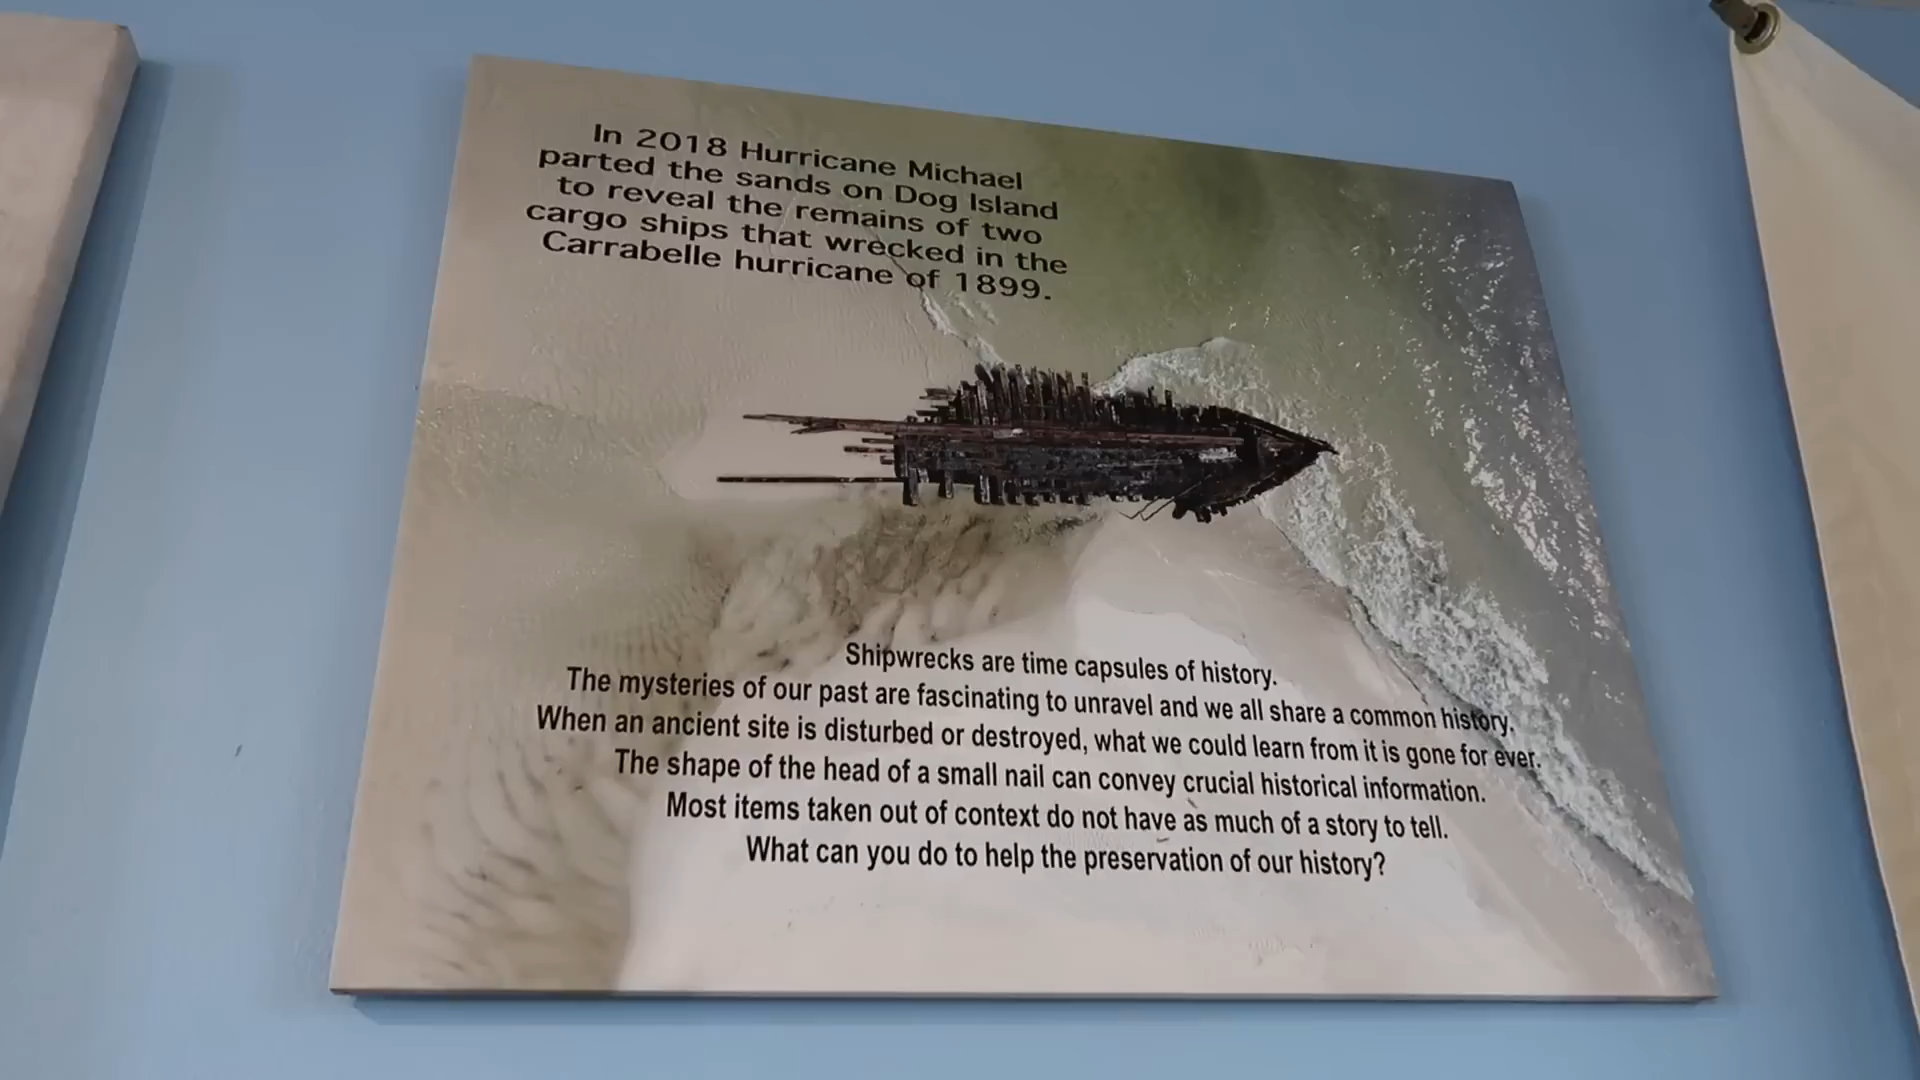 In 2018 Hurricane Michael
parted the sands on Dog Island
to reveal the remains of two
cargo ships that wrecked in the
Carrabelle hurricane of 1899.
Shipwrecks are time capsules of history.
The mysteries of our past are fascinating to unravel and we all share a common history.
When an ancient site is disturbed or destroyed, what we could learn from it is gone for ever.
The shape of the head of a small nail can convey crucial historical information.
Most items taken out of context do not have as much of a story to tell.
What can you do to help the preservation of our history?